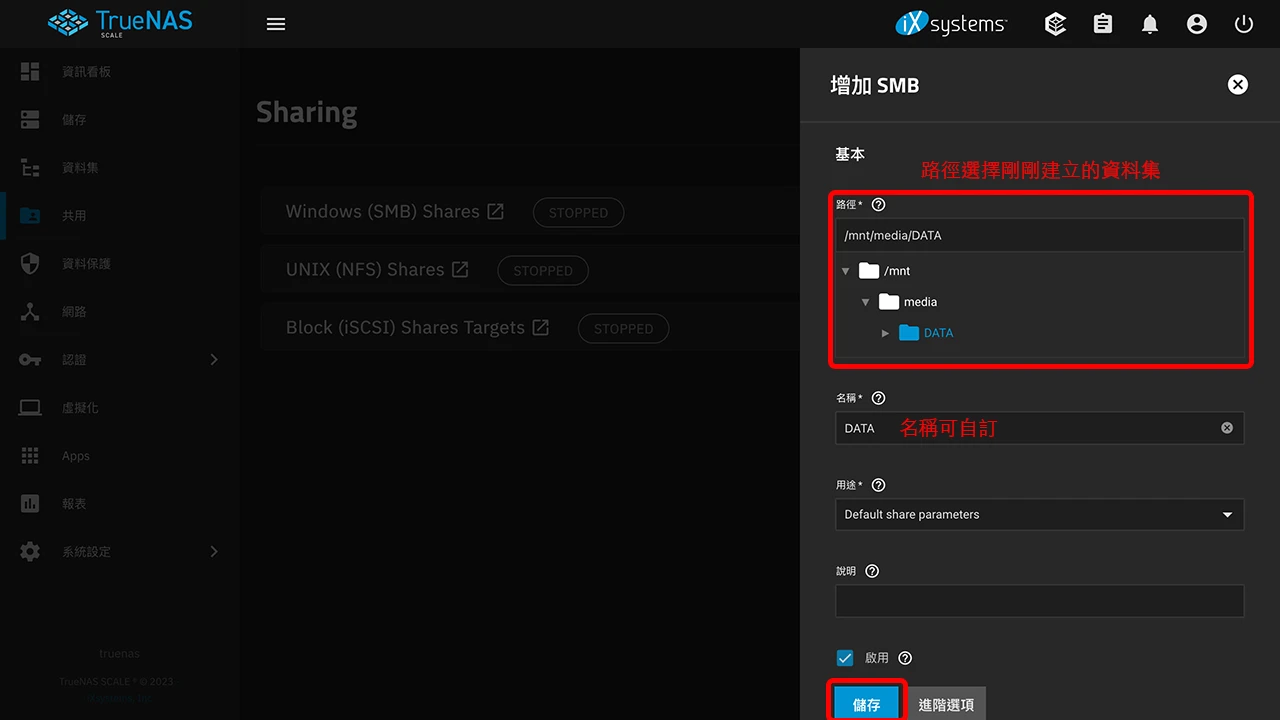 TrueNAS
SCALE
iXsystems
資訊看板
儲存
資料集
共用
資料保護
網路
認證
虛擬化
Apps
報表
系統設定
truenas
TrueNAS SCALE ® © 2023
Sharing
Windows (SMB) Shares
STOPPED
UNIX (NFS) Shares
STOPPED
Block (iSCSI) Shares Targets
STOPPED
增加 SMB
基本
路徑選擇剛剛建立的資料集
路徑*
/mnt/media/DATA
/mnt
media
DATA
名稱*
DATA 名稱可自訂
用途*
Default share parameters
說明
啟用
儲存 進階選項